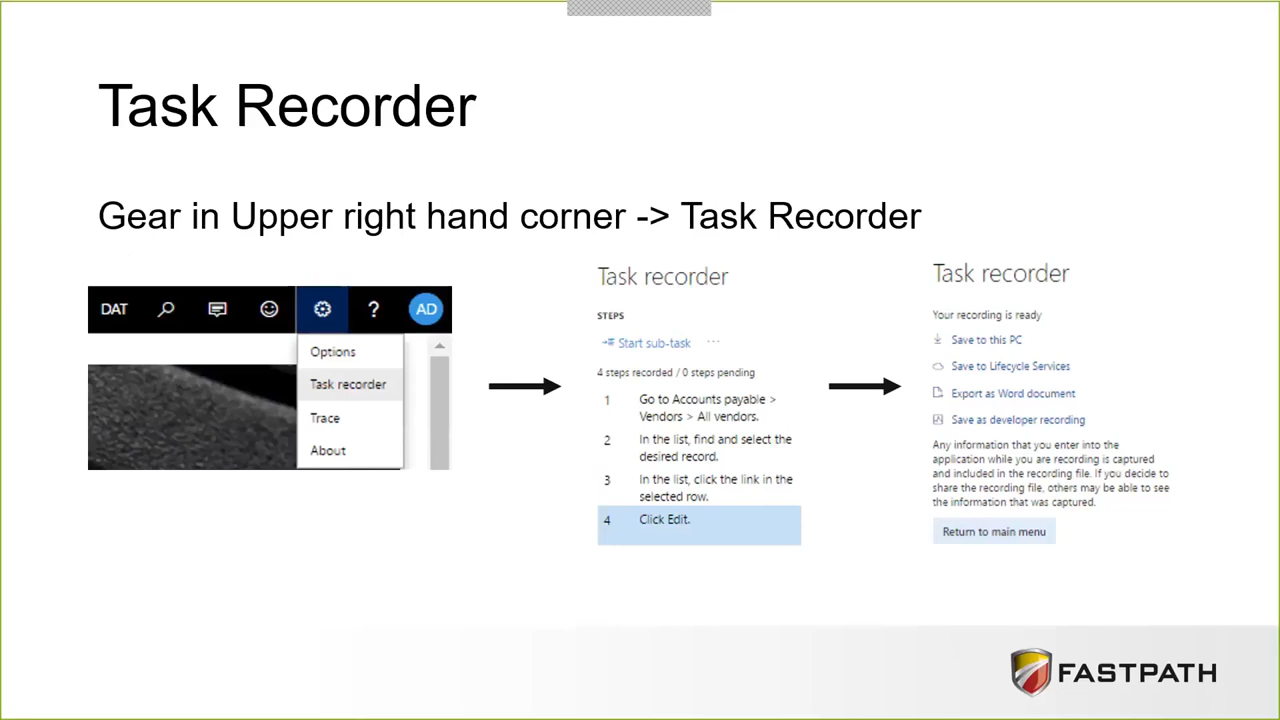 Task Recorder
Gear in Upper right hand corner -> Task Recorder
DAT
?
AD
Options
Task recorder
Trace
About
Task recorder
STEPS
Start sub-task
...
4 steps recorded / 0 steps pending
1 Go to Accounts payable >
Vendors > All vendors.
2 In the list, find and select the
desired record.
3 In the list, click the link in the
selected row.
4 Click Edit.
Task recorder
Your recording is ready
Save to this PC
Save to Lifecycle Services
Export as Word document
Save as developer recording
Any information that you enter into the
application while you are recording is captured
and included in the recording file. If you decide to
share the recording file, others may be able to see
the information that was captured.
Return to main menu
FASTPATH